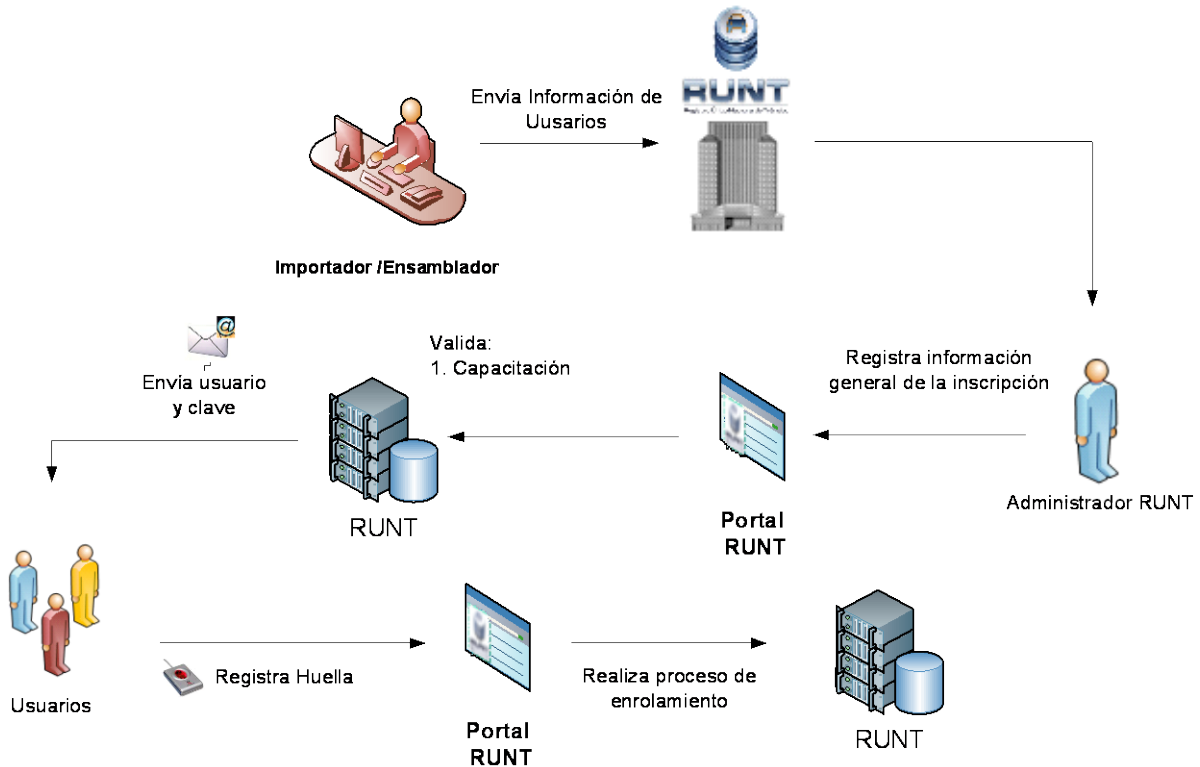 RUNT
Envía Información de
Uusarios
Importador /Ensamblador
Envía usuario
y clave
Valida:
1. Capacitación
Registra información
general de la inscripción
Administrador RUNT
RUNT
Portal
RUNT
Usuarios
Registra Huella
Portal
RUNT
Realiza proceso de
enrolamiento
RUNT